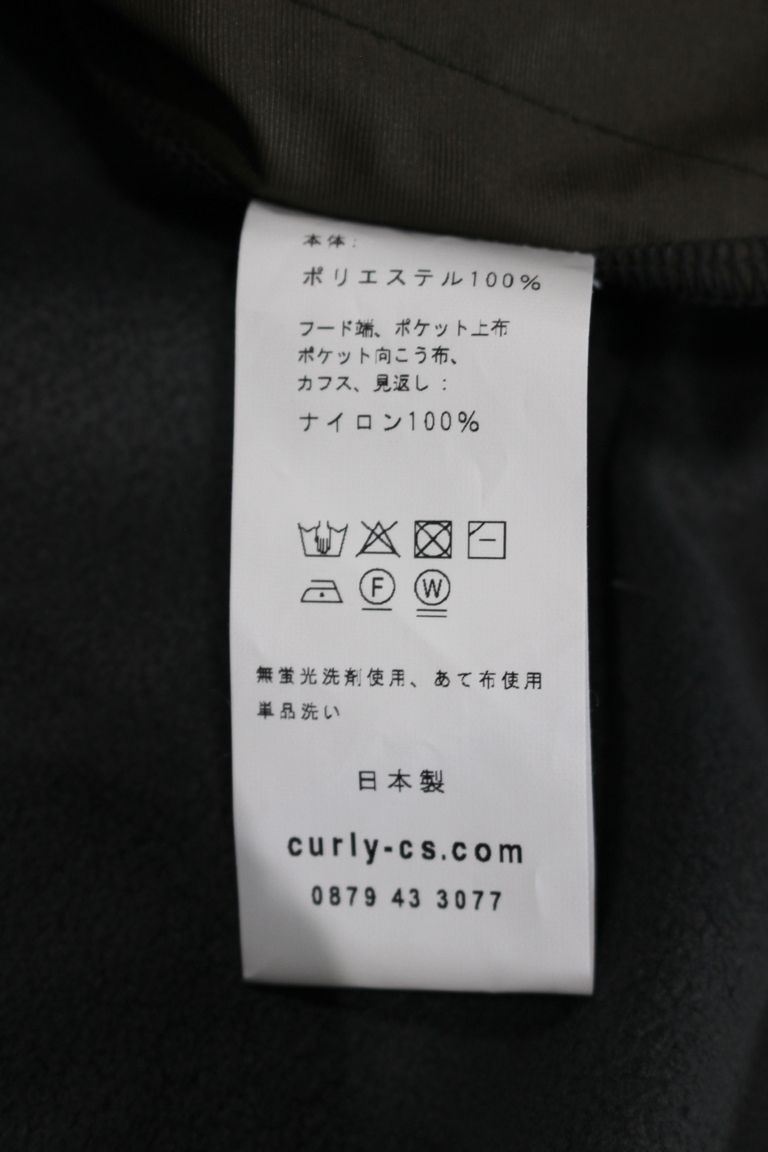 本体:
ポリエステル100%
フード端、ポケット上布
ポケット向こう布、
カフス、見返し:
ナイロン100%
F W
無蛍光洗剤使用、あて布使用
単品洗い
日本製
curly-cs.com
0879 43 3077